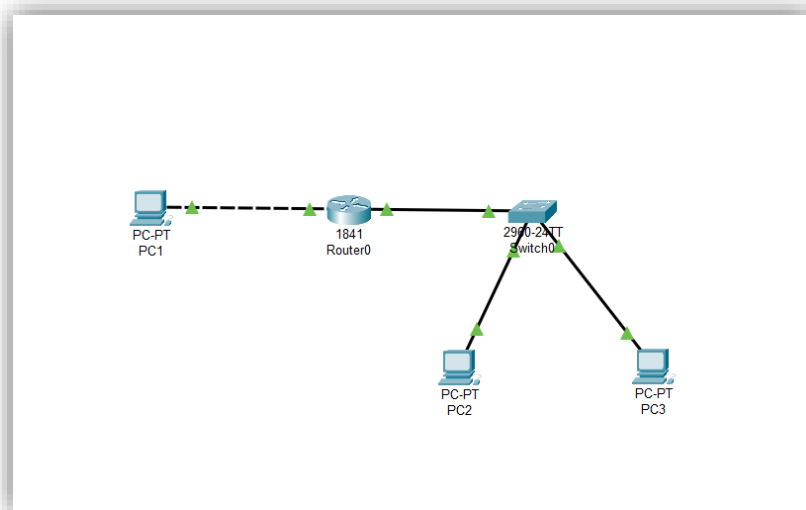 PC-PT
PC1
1841
Router0
2960-24TT
Switch0
PC-PT
PC2
PC-PT
PC3